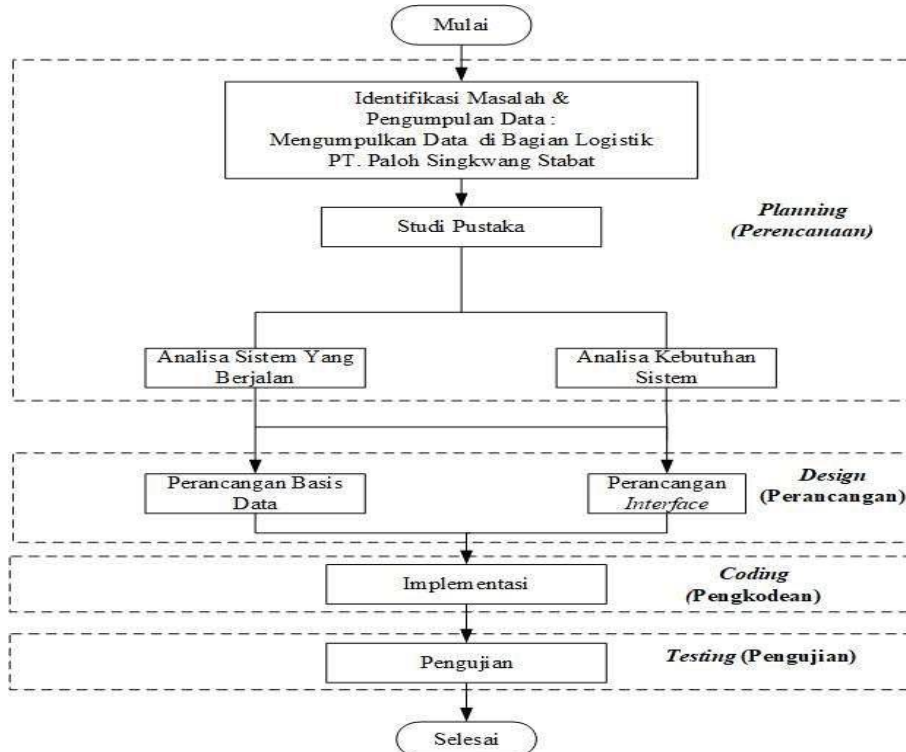 Mulai
Identifikasi Masalah &
Pengumpulan Data :
Mengumpulkan Data di Bagian Logistik
PT. Paloh Singkwang Stabat
Planning
(Perencanaan)
Studi Pustaka
Analisa Sistem Yang
Berjalan
Analisa Kebutuhan
Sistem
Design
(Perancangan)
Perancangan Basis
Data
Perancangan
Interface
Coding
(Pengkodean)
Implementasi
Testing (Pengujian)
Pengujian
Selesai